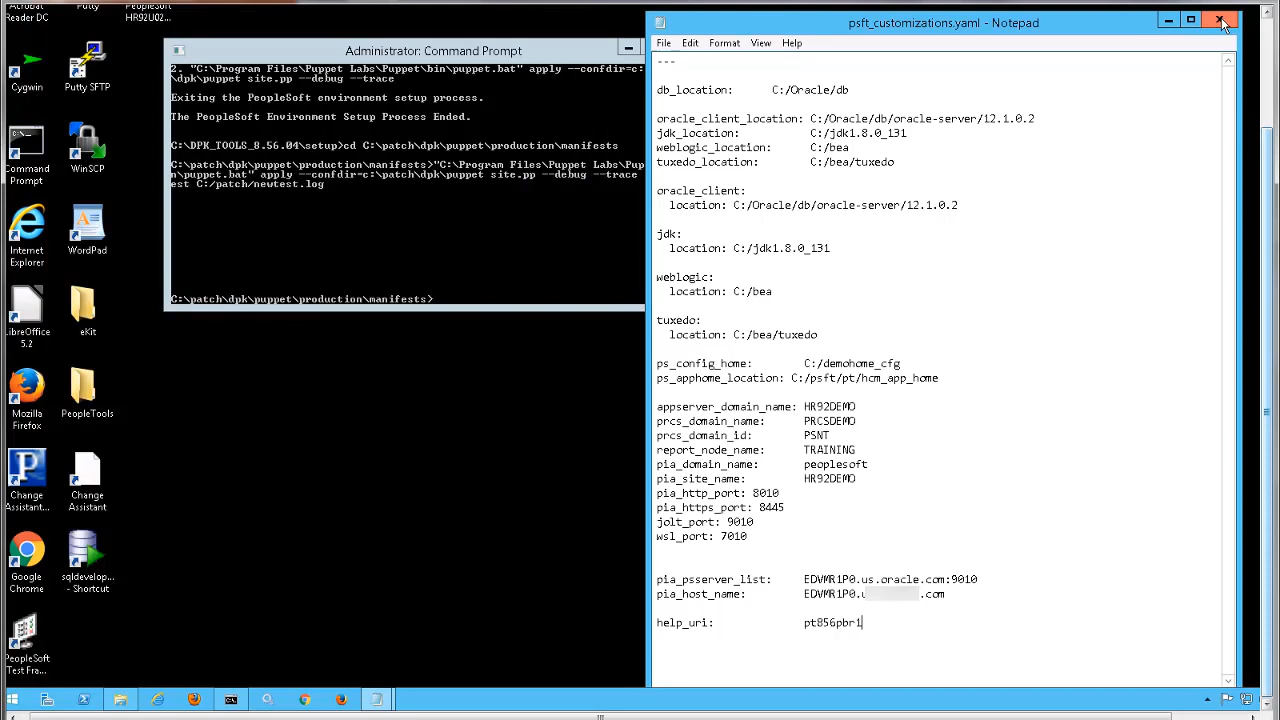 Acrobat
Reader DC
Putty
PeopleSoft
HR92U02...
Cygwin
Putty SFTP
Command
Prompt
WinSCP
Internet
Explorer
WordPad
LibreOffice
5.2
eKit
Mozilla
Firefox
PeopleTools
Change
Assistant...
Change
Assistant
Google
Chrome
sqldevelop...
- Shortcut
PeopleSoft
Test Fra...
Administrator: Command Prompt
2. "C:\Program Files\Puppet Labs\Puppet\bin\puppet.bat" apply --confdir=c:
\dpk\puppet site.pp --debug --trace
Exiting the PeopleSoft environment setup process.
The PeopleSoft Environment Setup Process Ended.
C:\DPK_TOOLS_8.56.04\setup>cd C:\patch\dpk\puppet\production\manifests
C:\patch\dpk\puppet\production\manifests>"C:\Program Files\Puppet Labs\Pup
n\puppet.bat" apply --confdir=c:\patch\dpk\puppet site.pp --debug --trace
est C:/patch/newtest.log
C:\patch\dpk\puppet\production\manifests>
psft_customizations.yaml - Notepad
File Edit Format View Help
---
db_location: C:/Oracle/db
oracle_client_location: C:/Oracle/db/oracle-server/12.1.0.2
jdk_location: C:/jdk1.8.0_131
weblogic_location: C:/bea
tuxedo_location: C:/bea/tuxedo
oracle_client:
location: C:/Oracle/db/oracle-server/12.1.0.2
jdk:
location: C:/jdk1.8.0_131
weblogic:
location: C:/bea
tuxedo:
location: C:/bea/tuxedo
ps_config_home: C:/demohome_cfg
ps_apphome_location: C:/psft/pt/hcm_app_home
appserver_domain_name: HR92DEMO
prcs_domain_name: PRCSDEMO
prcs_domain_id: PSNT
report_node_name: TRAINING
pia_domain_name: peoplesoft
pia_site_name: HR92DEMO
pia_http_port: 8010
pia_https_port: 8445
jolt_port: 9010
wsl_port: 7010
pia_psserver_list: EDVMR1P0.us.oracle.com:9010
pia_host_name: EDVMR1P0.u .com
help_uri: pt856pbr1